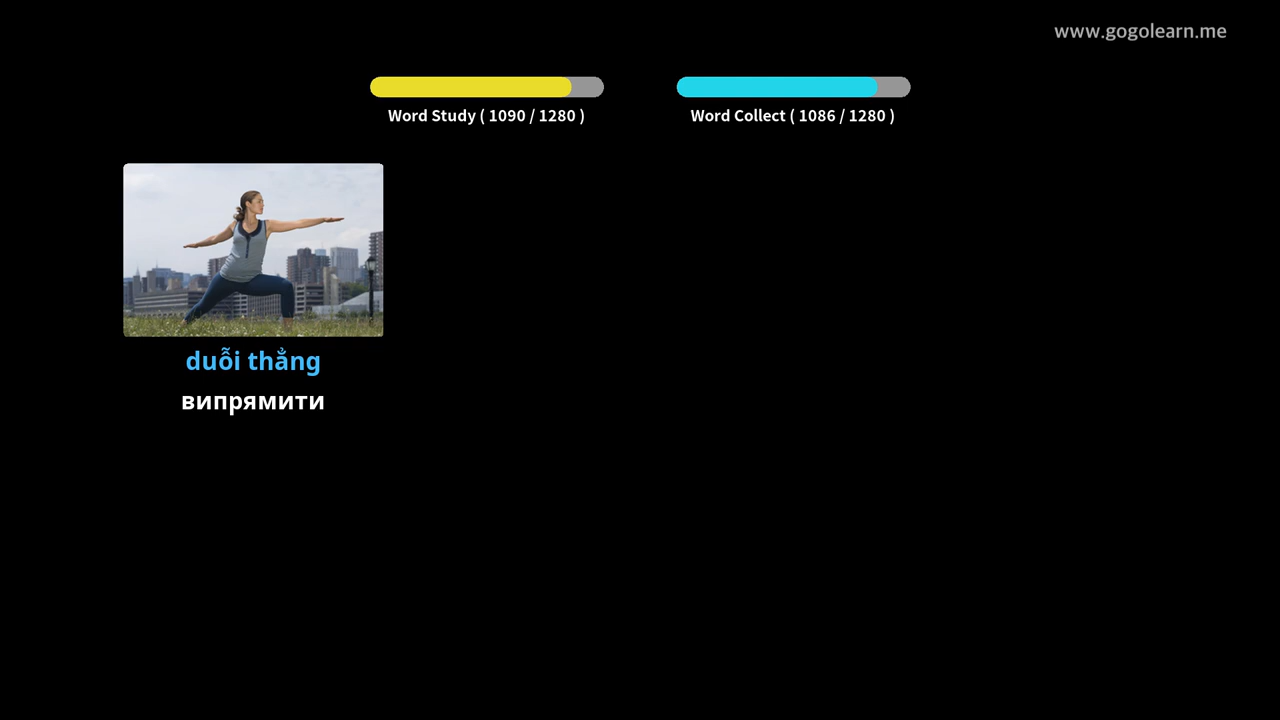 www.gogolearn.me
Word Study ( 1090 / 1280 )
Word Collect ( 1086 / 1280 )
duỗi thẳng
випрямити